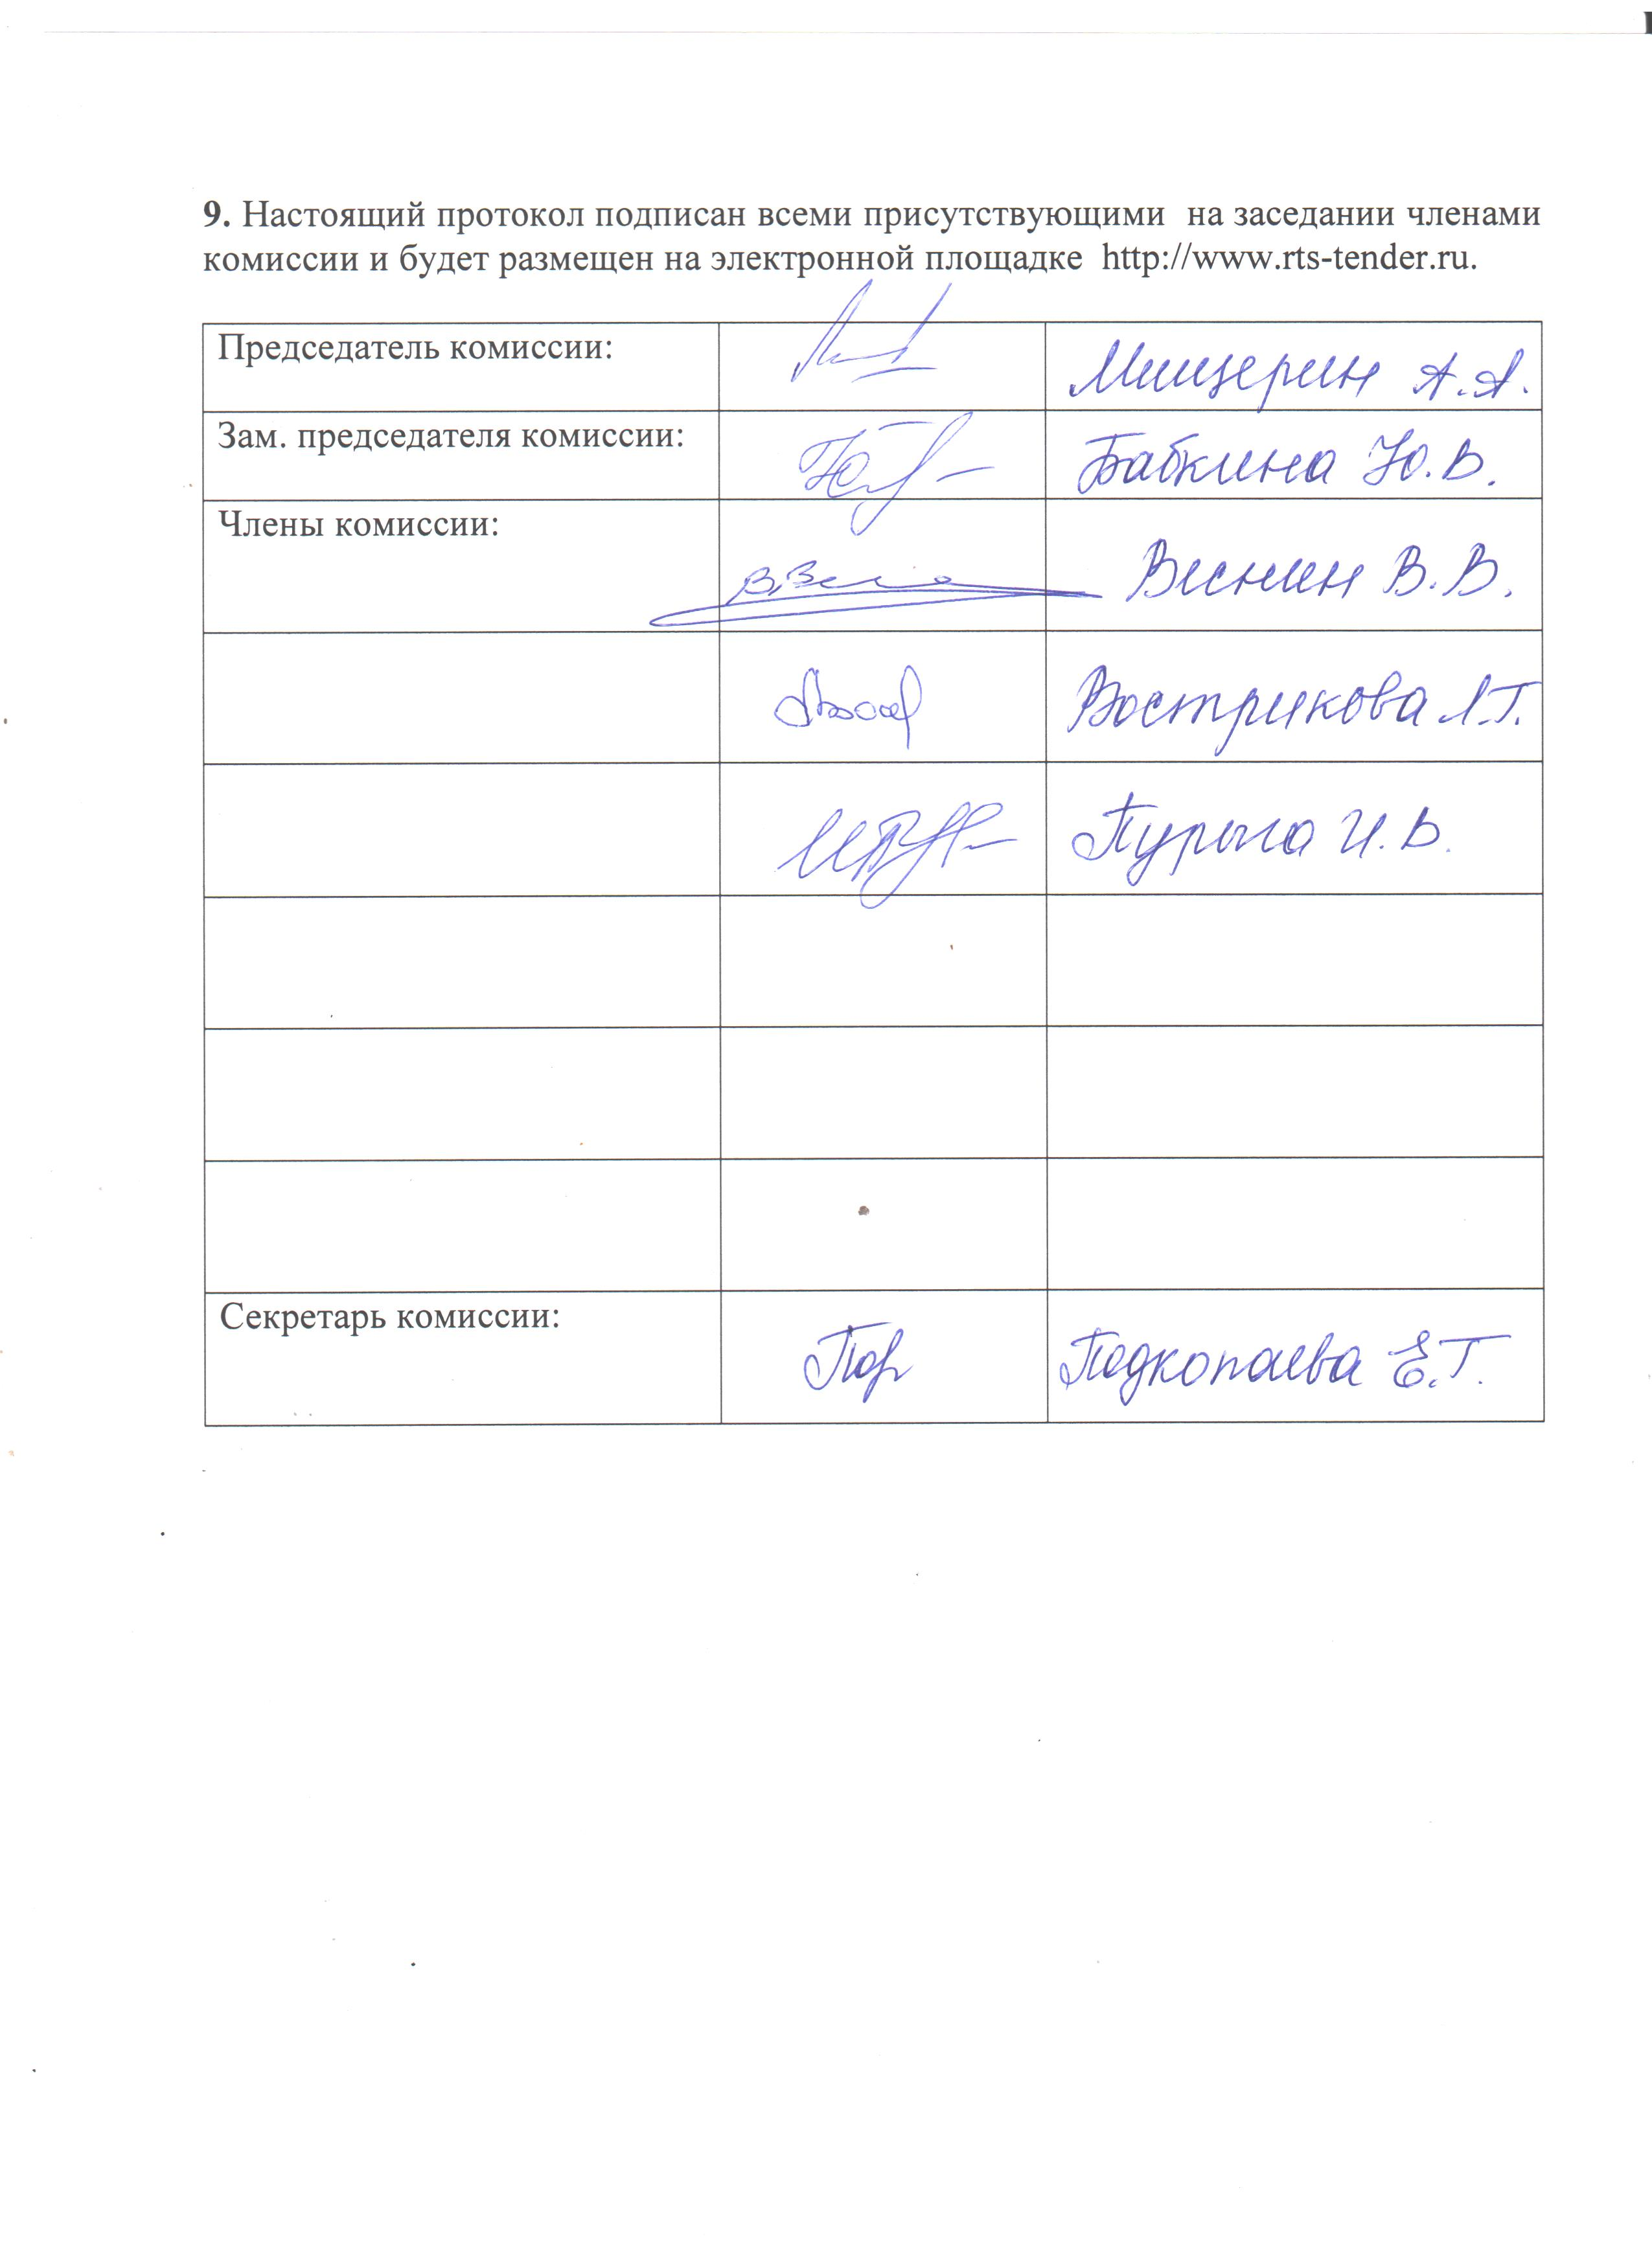 9. Настоящий протокол подписан всеми присутствующими на заседании членами
комиссии и будет размещен на электронной площадке http://www.rts-tender.ru.
Председатель комиссии: Мищерин А.А.
Зам. председателя комиссии: Бабкина Ю.В.
Члены комиссии:
Веснин В.В.
Вострикова Л.Г.
Пурыга И.В.
Секретарь комиссии:
Подкопаева Е.Г.